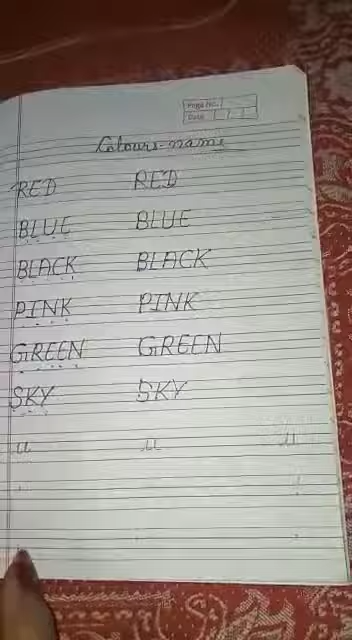 Page No.
Date
Colours-name
RED RED
BLUE BLUE
BLACK BLACK
PINK PINK
GREEN GREEN
SKY SKY
u u u